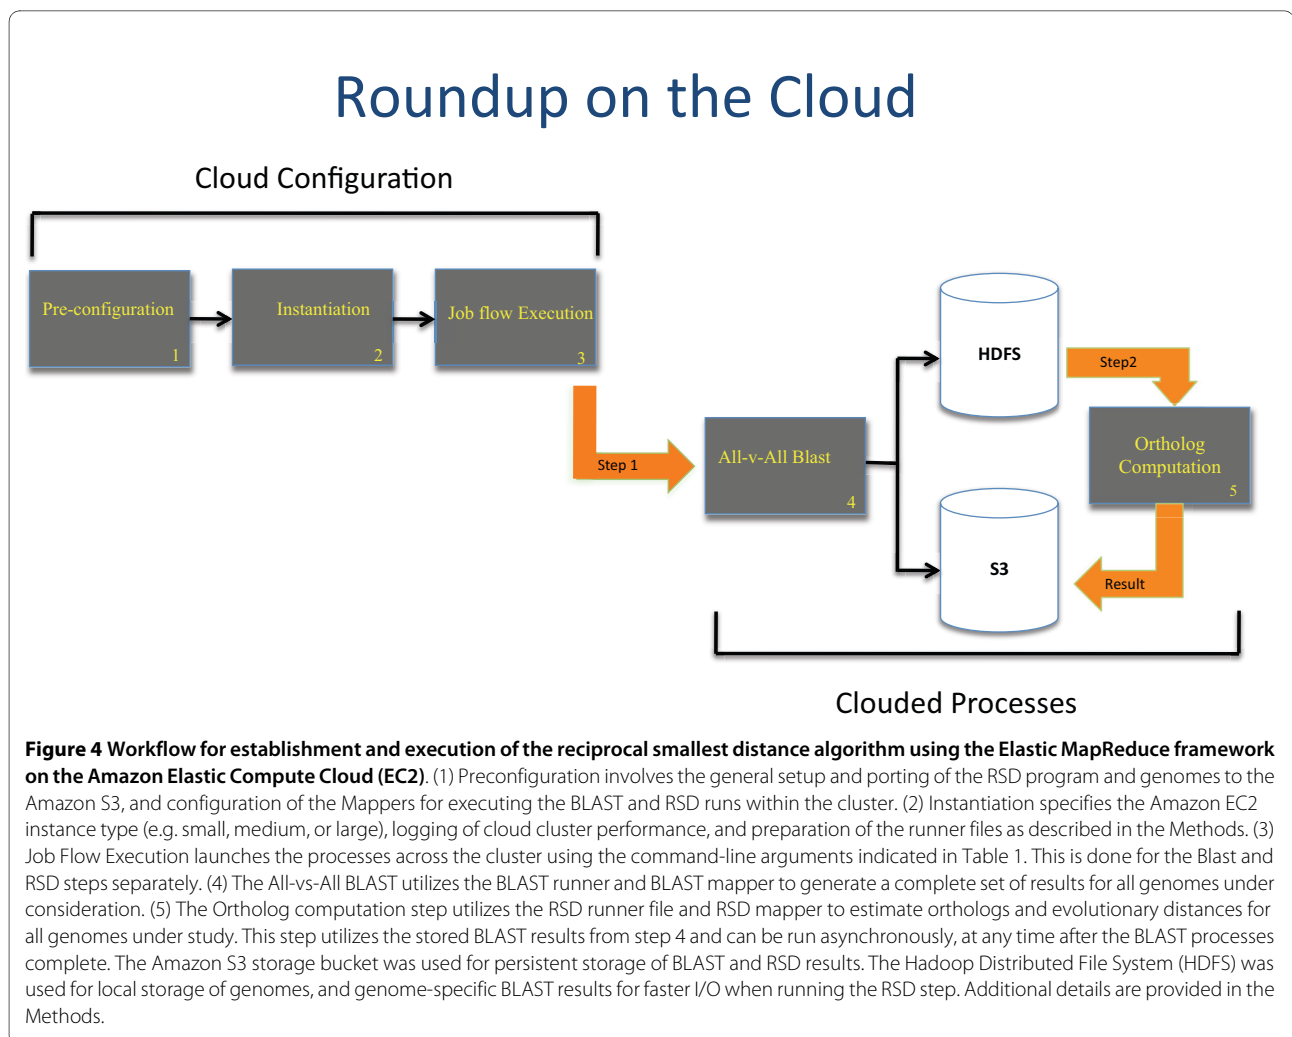 Roundup on the Cloud
Cloud Configuration
Pre-configuration
1
Instantiation
2
Job flow Execution
3
HDFS
Step2
Step 1
All-v-All Blast
4
Ortholog
Computation
5
S3
Result
Clouded Processes
Figure 4 Workflow for establishment and execution of the reciprocal smallest distance algorithm using the Elastic MapReduce framework
on the Amazon Elastic Compute Cloud (EC2). (1) Preconfiguration involves the general setup and porting of the RSD program and genomes to the
Amazon S3, and configuration of the Mappers for executing the BLAST and RSD runs within the cluster. (2) Instantiation specifies the Amazon EC2
instance type (e.g. small, medium, or large), logging of cloud cluster performance, and preparation of the runner files as described in the Methods. (3)
Job Flow Execution launches the processes across the cluster using the command-line arguments indicated in Table 1. This is done for the Blast and
RSD steps separately. (4) The All-vs-All BLAST utilizes the BLAST runner and BLAST mapper to generate a complete set of results for all genomes under
consideration. (5) The Ortholog computation step utilizes the RSD runner file and RSD mapper to estimate orthologs and evolutionary distances for
all genomes under study. This step utilizes the stored BLAST results from step 4 and can be run asynchronously, at any time after the BLAST processes
complete. The Amazon S3 storage bucket was used for persistent storage of BLAST and RSD results. The Hadoop Distributed File System (HDFS) was
used for local storage of genomes, and genome-specific BLAST results for faster I/O when running the RSD step. Additional details are provided in the
Methods.